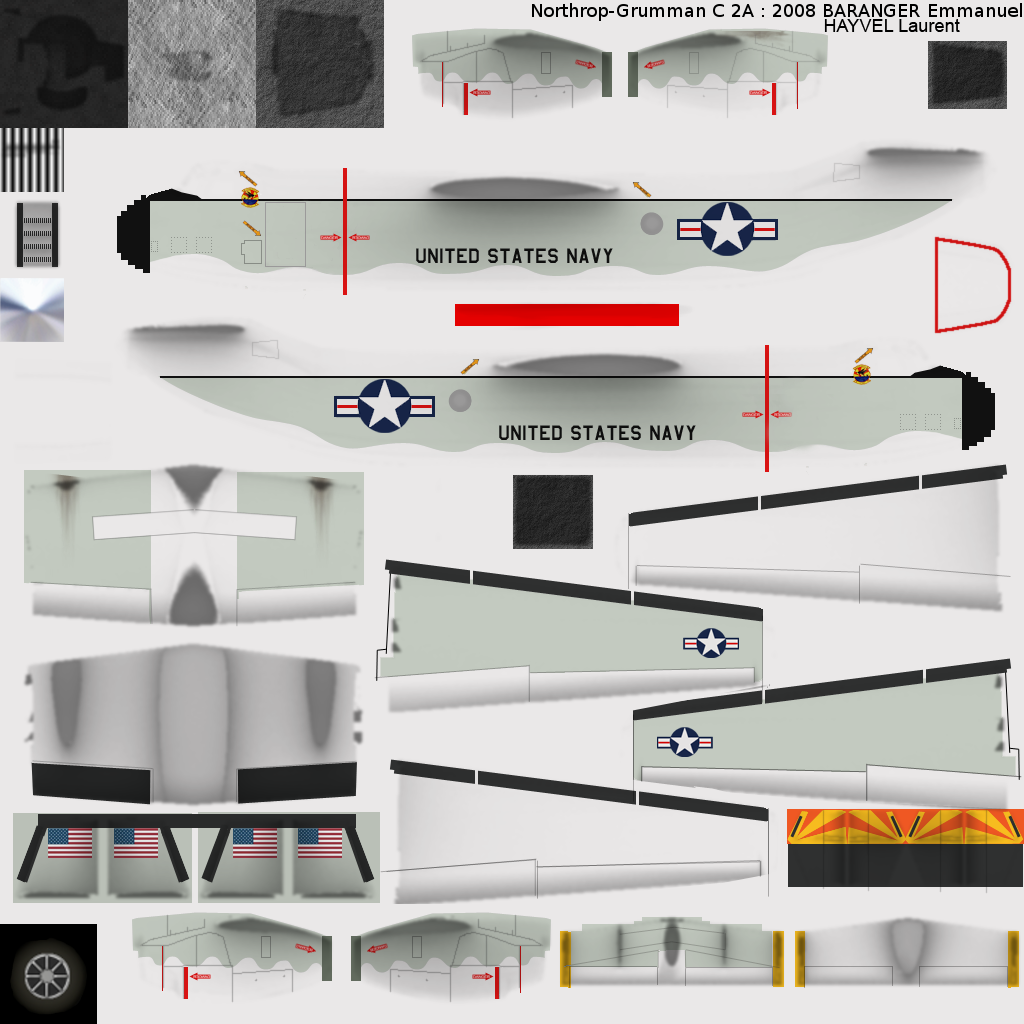 Northrop-Grumman C 2A : 2008 BARANGER Emmanuel
HAYVEL Laurent
UNITED STATES NAVY
UNITED STATES NAVY